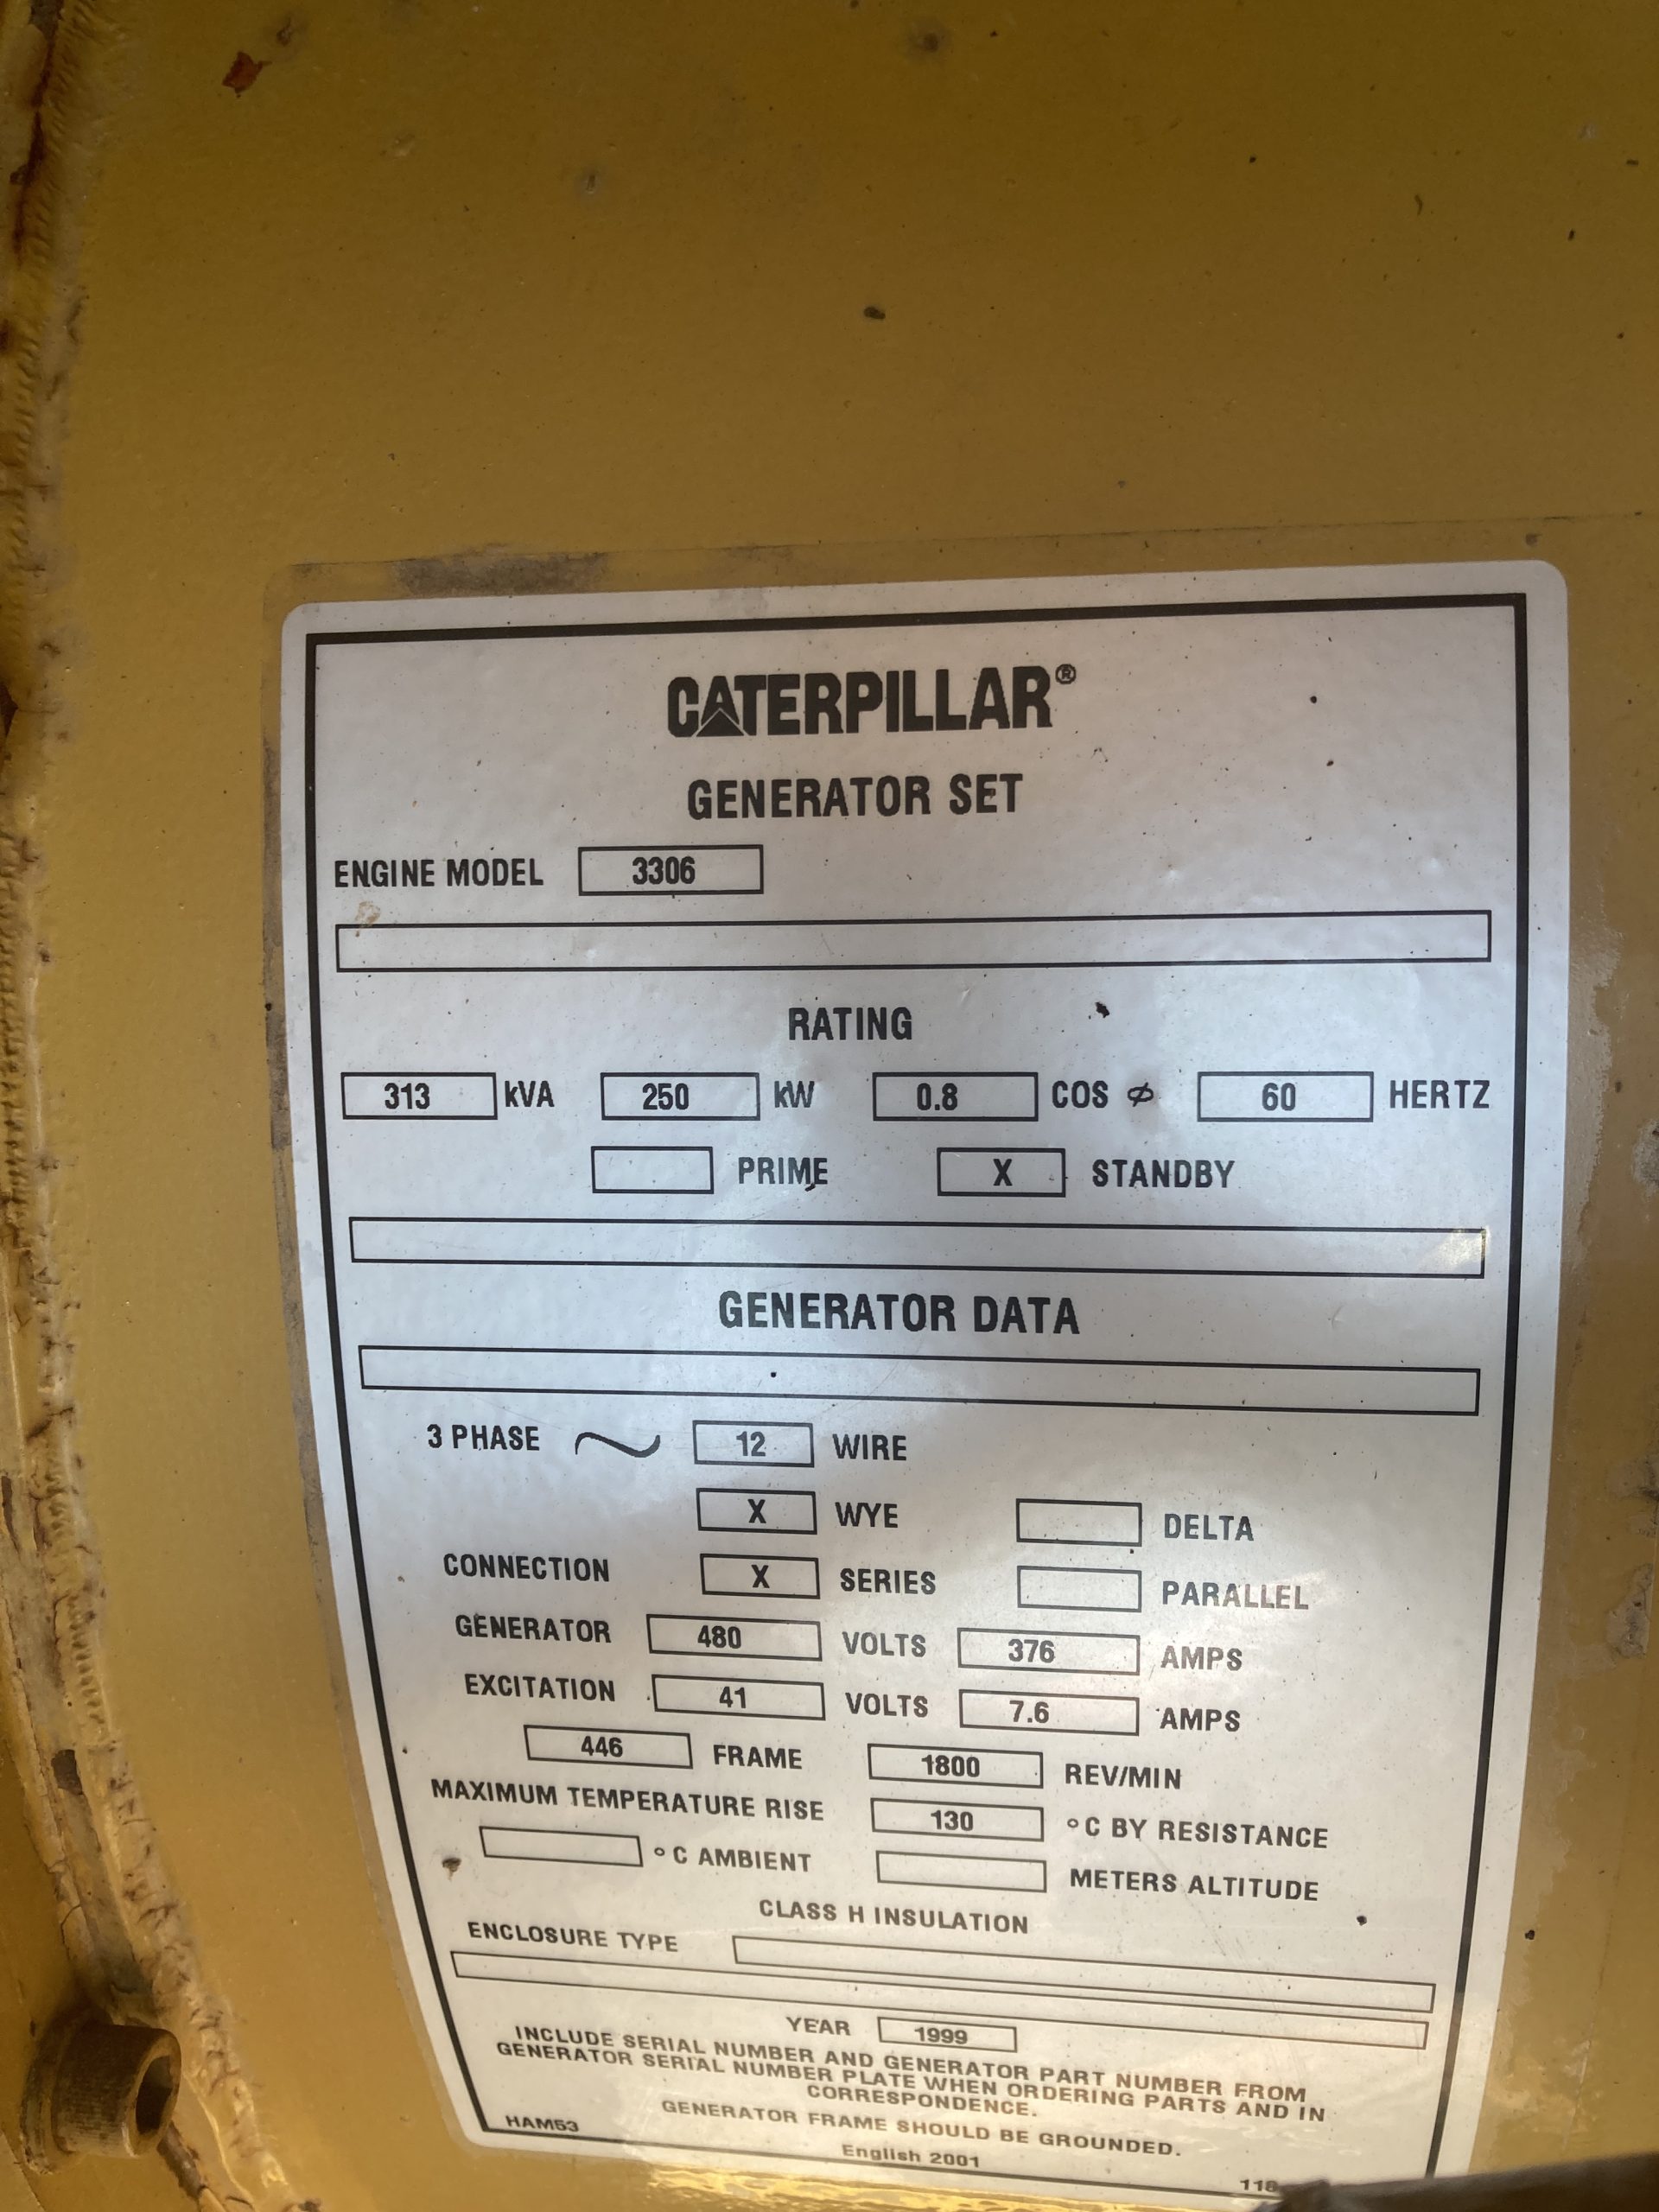 CATERPILLAR®
GENERATOR SET
ENGINE MODEL 3306
RATING
313 kVA 250 kW 0.8 COS ϕ 60 HERTZ
PRIME X STANDBY
GENERATOR DATA
3 PHASE ~ 12 WIRE
X WYE DELTA
CONNECTION X SERIES PARALLEL
GENERATOR 480 VOLTS 376 AMPS
EXCITATION 41 VOLTS 7.6 AMPS
446 FRAME 1800 REV/MIN
MAXIMUM TEMPERATURE RISE 130 °C BY RESISTANCE
°C AMBIENT METERS ALTITUDE
CLASS H INSULATION
ENCLOSURE TYPE
YEAR 1999
INCLUDE SERIAL NUMBER AND GENERATOR PART NUMBER FROM
GENERATOR SERIAL NUMBER PLATE WHEN ORDERING PARTS AND IN
CORRESPONDENCE.
GENERATOR FRAME SHOULD BE GROUNDED.
HAM53
English 2001